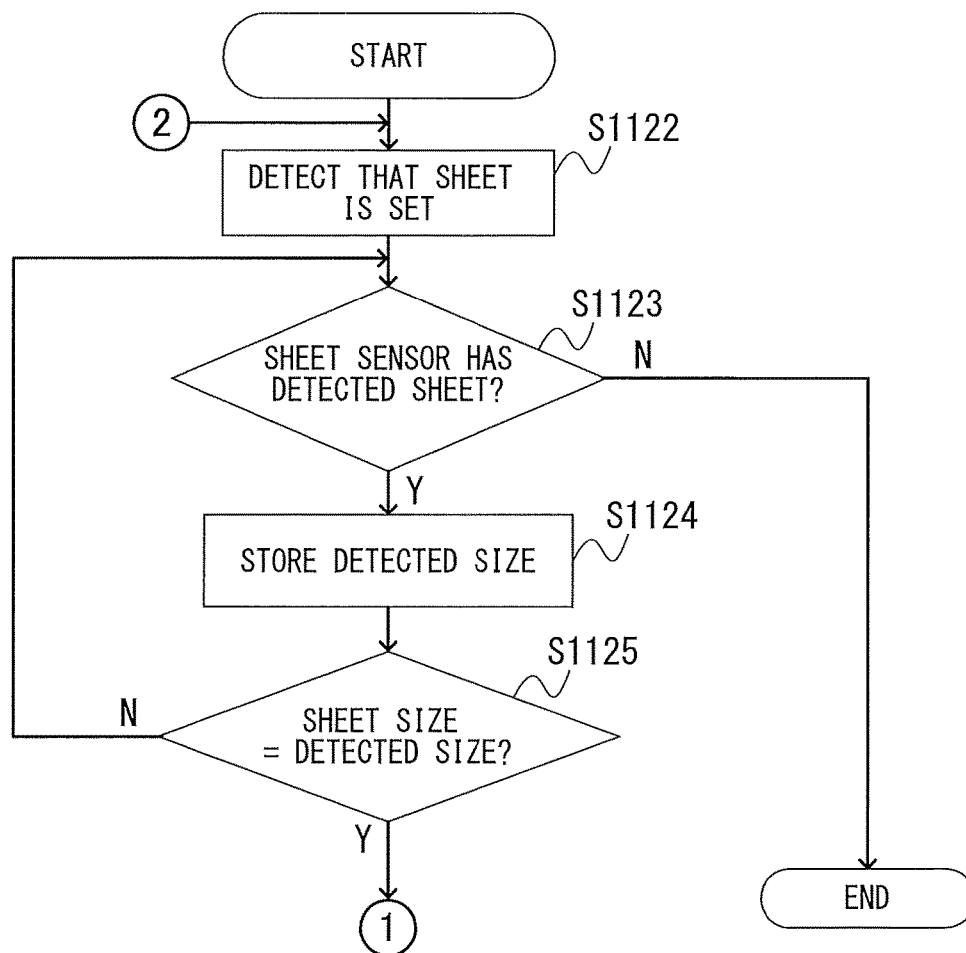 START
2
S1122
DETECT THAT SHEET
IS SET
S1123
SHEET SENSOR HAS
DETECTED SHEET?
N
Y
S1124
STORE DETECTED SIZE
S1125
N
SHEET SIZE
= DETECTED SIZE?
Y
END
1